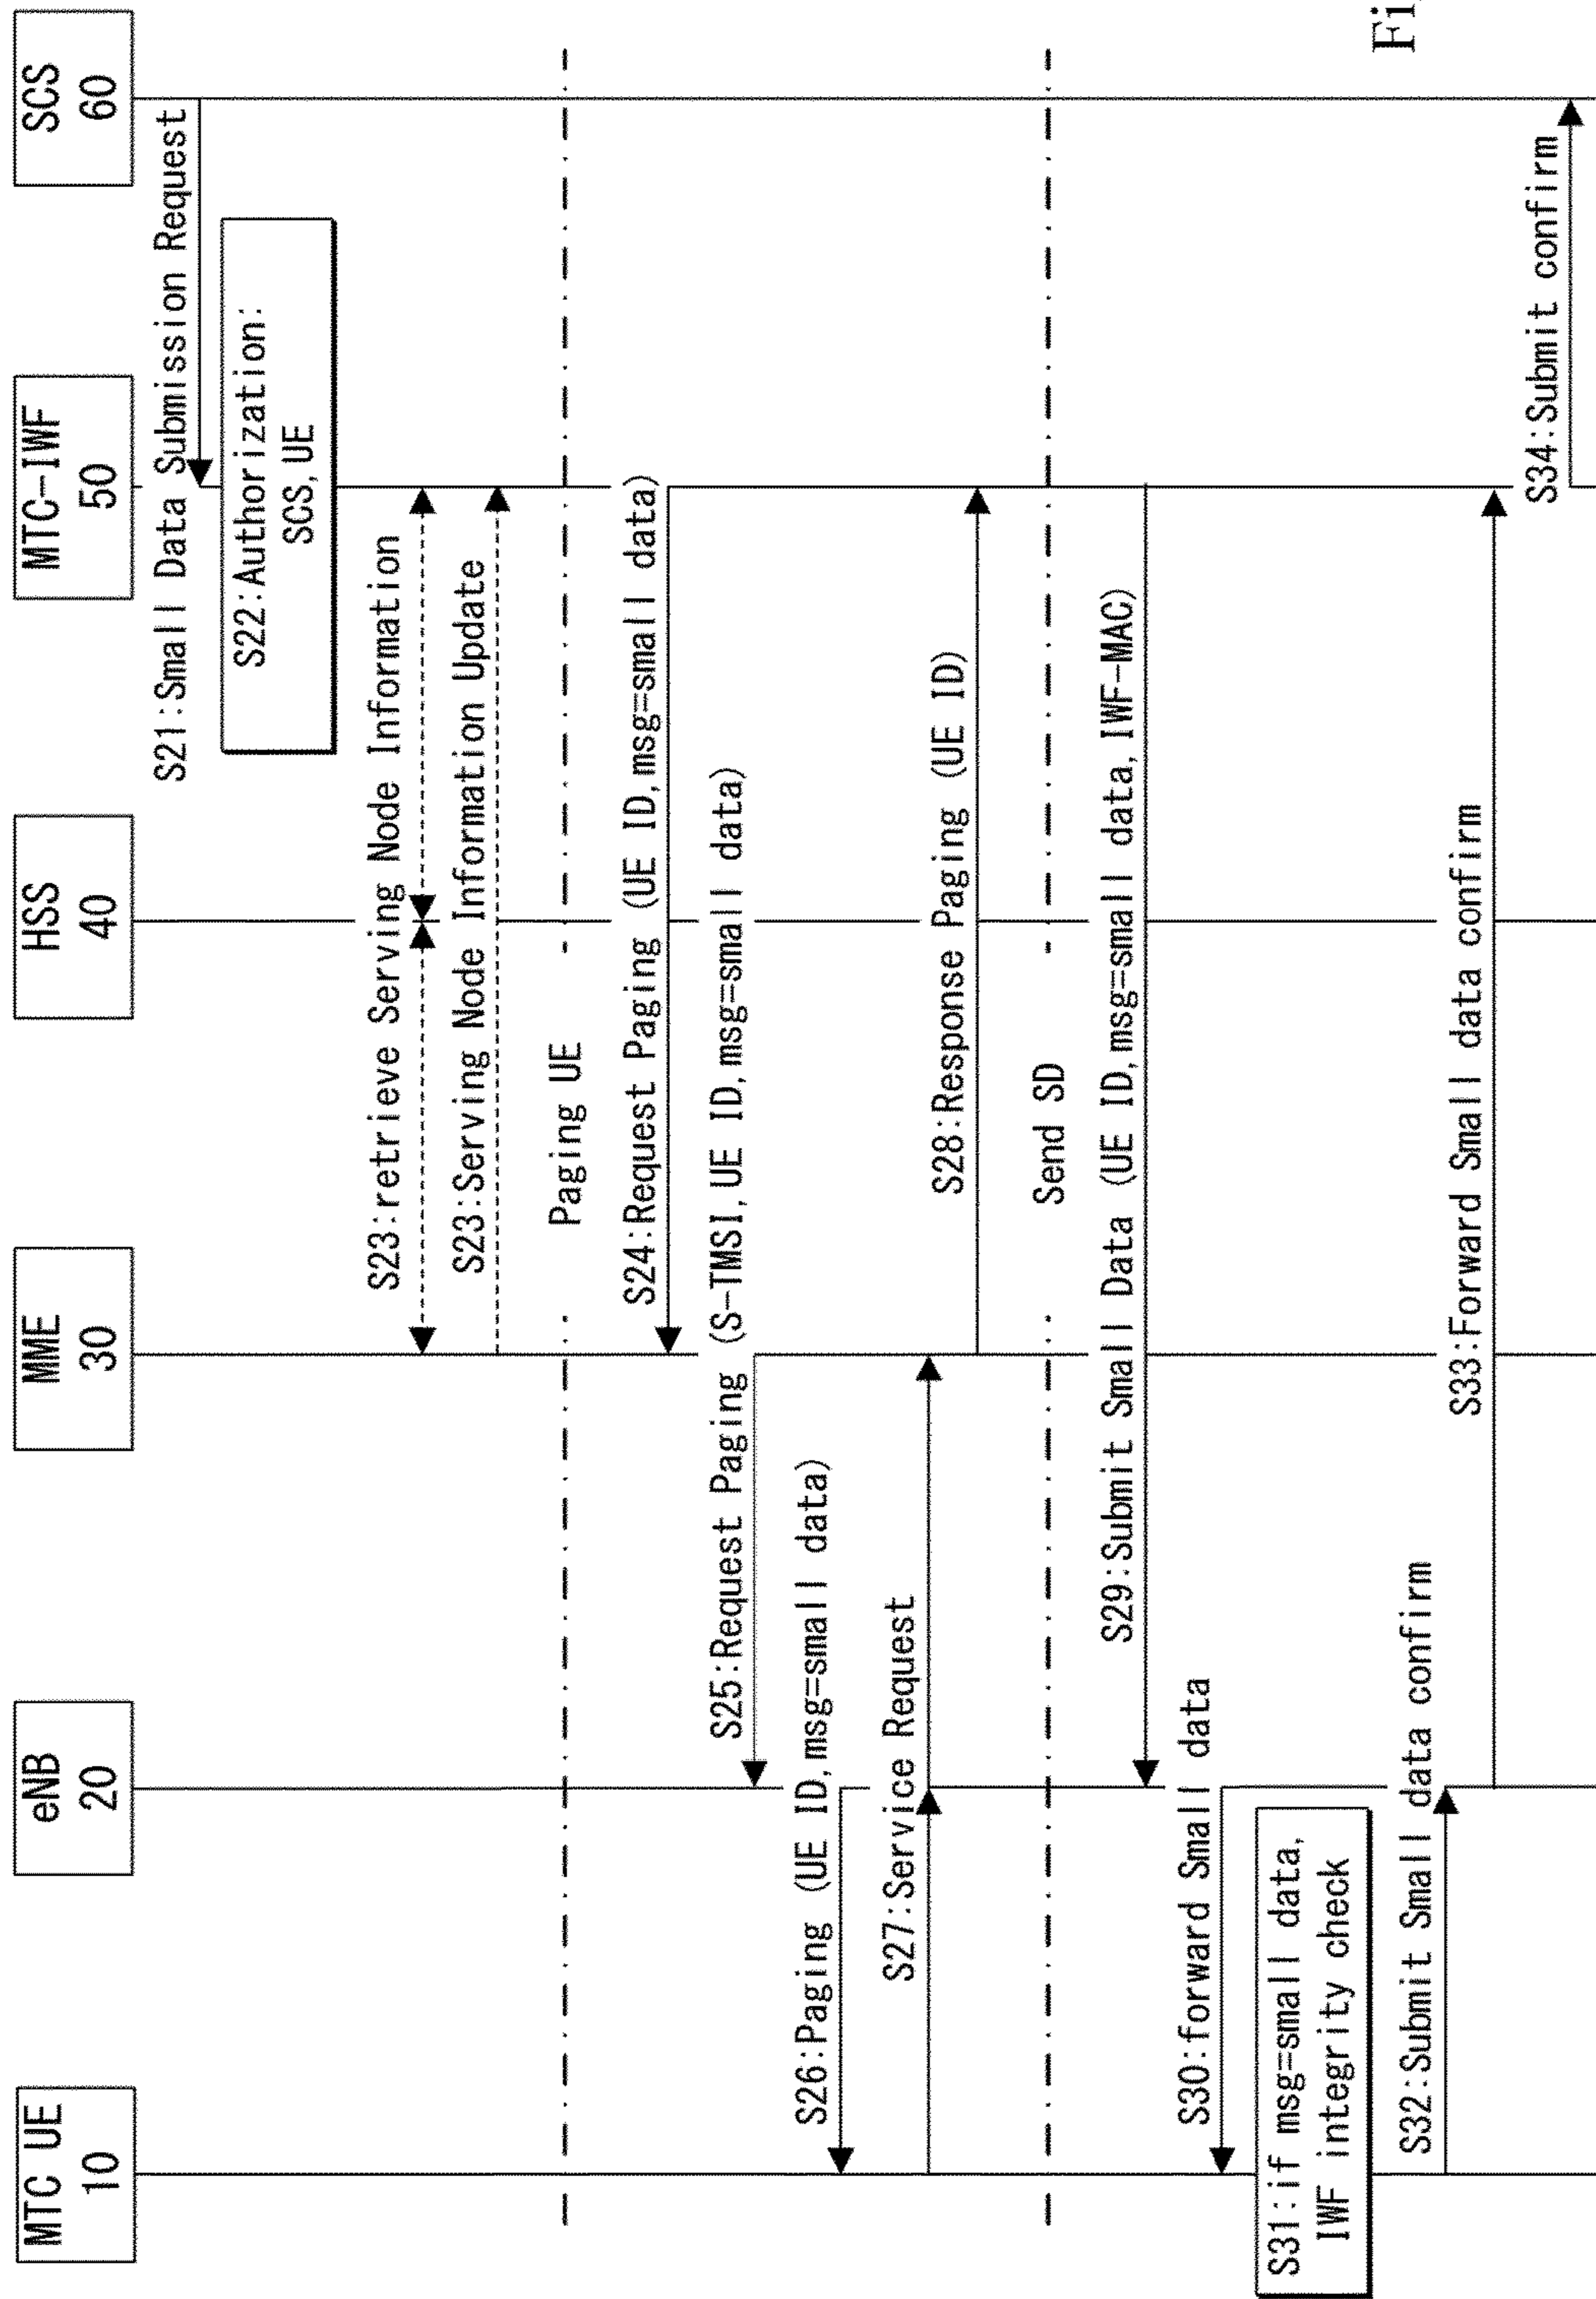 MTC UE
10
eNB
20
MME
30
HSS
40
MTC-IWF
50
SCS
60
S21:Small Data Submission Request
S22:Authorization:
SCS,UE
S23:retrieve Serving Node Information
S23:Serving Node Information Update
Paging UE
S24:Request Paging (UE ID,msg=small data)
S25:Request Paging (S-TMSI,UE ID,msg=small data)
S26:Paging (UE ID,msg=small data)
S27:Service Request
S28:Response Paging (UE ID)
Send SD
S29:Submit Small Data (UE ID,msg=small data,IWF-MAC)
S30:forward Small data
S31:if msg=small data,
IWF integrity check
S32:Submit Small data confirm
S33:Forward Small data confirm
S34:Submit confirm